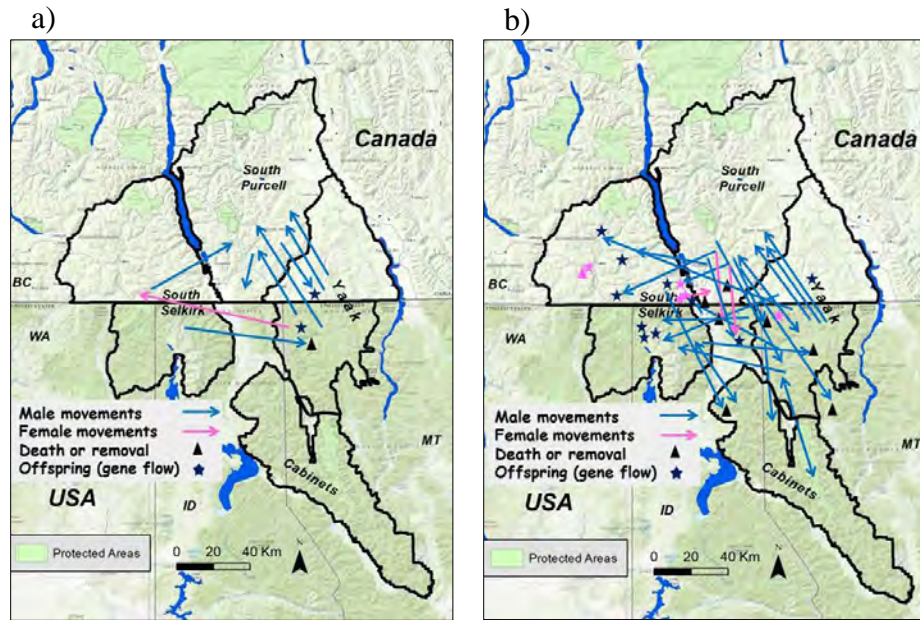 a)
Canada
South
Purcell
BC
South
Selkirk
Yaak
WA
Male movements
Female movements
Death or removal
Offspring (gene flow)
MT
Cabinets
USA
ID
Protected Areas
0 20 40 Km
N
b)
Canada
South
Purcell
BC
South
Selkirk
Yaak
WA
Male movements
Female movements
Death or removal
Offspring (gene flow)
MT
Cabinets
USA
ID
Protected Areas
0 20 40 Km
N